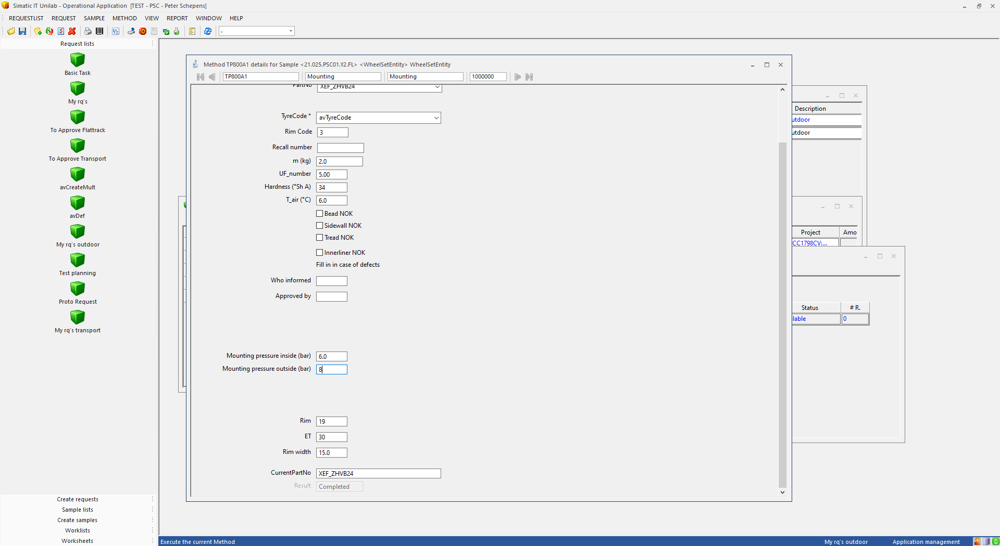 Simatic IT Unilab - Operational Application [TEST - PSC - Peter Schepens]
REQUESTLIST REQUEST SAMPLE METHOD VIEW REPORT WINDOW HELP
-
Request lists
Basic Task
My rq's
To Approve Flattrack
To Approve Transport
avCreateMult
avDef
My rq's outdoor
Test planning
Proto Request
My rq's transport
Create requests
Sample lists
Create samples
Worklists
Worksheets
Method TP800A1 details for Sample <21.025.PSC01.Y2.FL> <WheelSetEntity> WheelSetEntity
TP800A1 Mounting Mounting 1000000
PartNo XEF_ZHVB24
TyreCode * avTyreCode
Rim Code 3
Recall number
m (kg) 2.0
UF_number 5.00
Hardness (°Sh A) 34
T_air (°C) 6.0
Bead NOK
Sidewall NOK
Tread NOK
Innerliner NOK
Fill in in case of defects
Who informed
Approved by
Mounting pressure inside (bar) 6.0
Mounting pressure outside (bar) 8
Rim 19
ET 30
Rim width 15.0
CurrentPartNo XEF_ZHVB24
Result Completed
Description
utdoor
utdoor
Project Amo
CC1798CV:...
Status # R.
ilable 0
Execute the current Method My rq's outdoor Application management